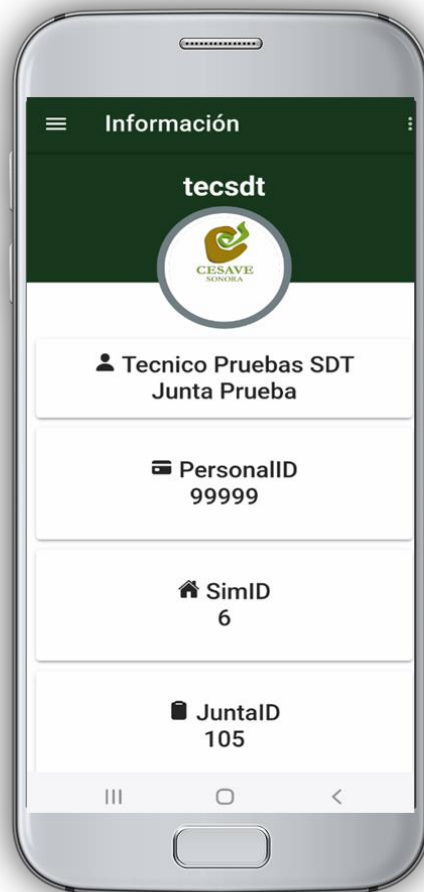 Información
tecsdt
CESAVE
SONORA
Tecnico Pruebas SDT
Junta Prueba
PersonalID
99999
SimID
6
JuntaID
105